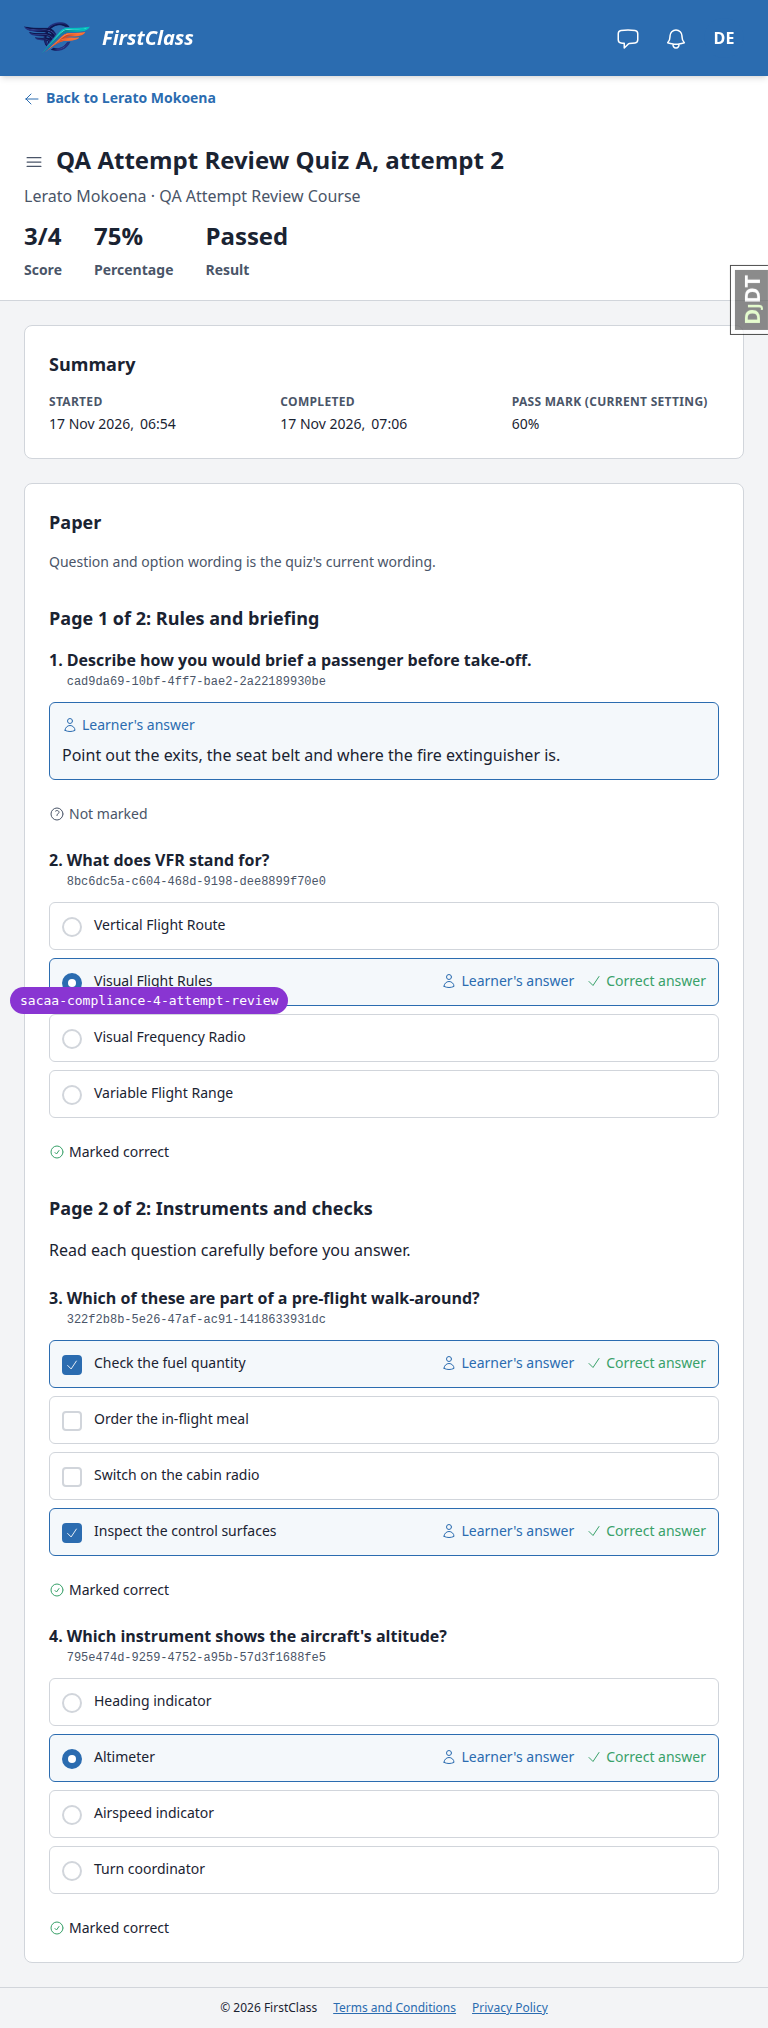 FirstClass
DE
Back to Lerato Mokoena
QA Attempt Review Quiz A, attempt 2
Lerato Mokoena · QA Attempt Review Course
3/4 75% Passed
Score Percentage Result
DJDT
Summary
STARTED COMPLETED PASS MARK (CURRENT SETTING)
17 Nov 2026, 06:54 17 Nov 2026, 07:06 60%
Paper
Question and option wording is the quiz's current wording.
Page 1 of 2: Rules and briefing
1. Describe how you would brief a passenger before take-off.
cad9da69-10bf-4ff7-bae2-2a22189930be
Learner's answer
Point out the exits, the seat belt and where the fire extinguisher is.
Not marked
2. What does VFR stand for?
8bc6dc5a-c604-468d-9198-dee8899f70e0
Vertical Flight Route
Visual Flight Rules Learner's answer Correct answer
sacaa-compliance-4-attempt-review
Visual Frequency Radio
Variable Flight Range
Marked correct
Page 2 of 2: Instruments and checks
Read each question carefully before you answer.
3. Which of these are part of a pre-flight walk-around?
322f2b8b-5e26-47af-ac91-1418633931dc
Check the fuel quantity Learner's answer Correct answer
Order the in-flight meal
Switch on the cabin radio
Inspect the control surfaces Learner's answer Correct answer
Marked correct
4. Which instrument shows the aircraft's altitude?
795e474d-9259-4752-a95b-57d3f1688fe5
Heading indicator
Altimeter Learner's answer Correct answer
Airspeed indicator
Turn coordinator
Marked correct
© 2026 FirstClass Terms and Conditions Privacy Policy